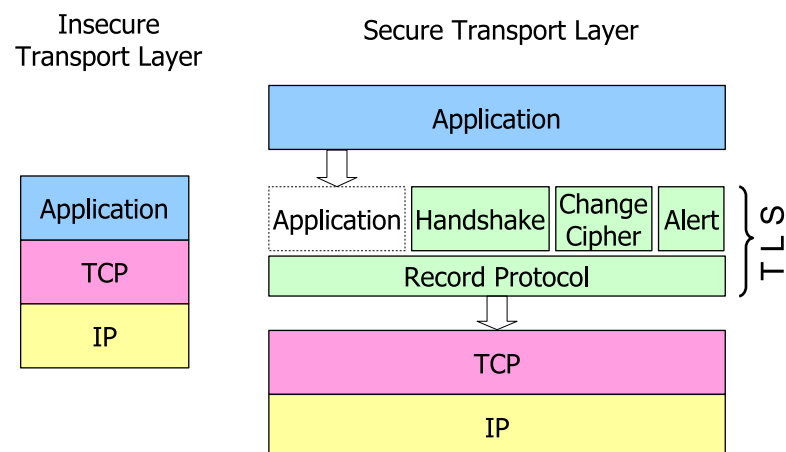 Insecure
Transport Layer
Secure Transport Layer
Application
TCP
IP
Application
Application
Handshake
Change
Cipher
Alert
Record Protocol
TLS
TCP
IP